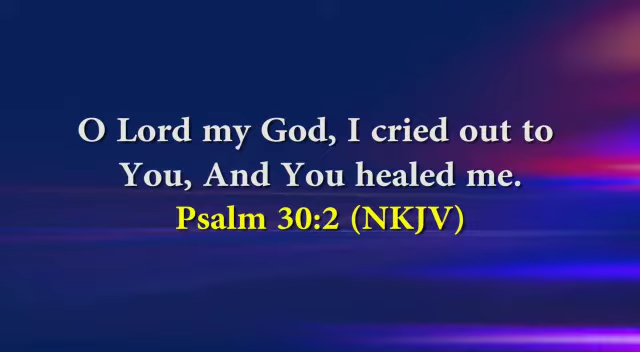 O Lord my God, I cried out to
You, And You healed me.
Psalm 30:2 (NKJV)